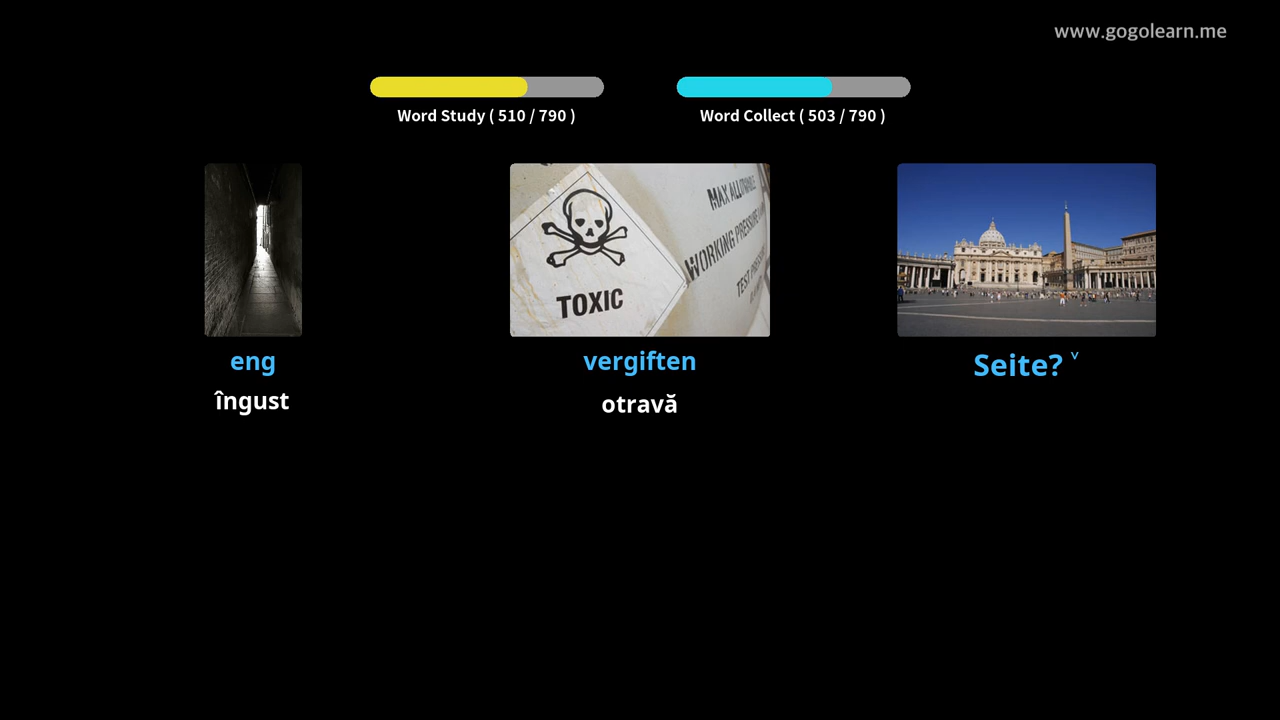 www.gogolearn.me
Word Study ( 510 / 790 )
Word Collect ( 503 / 790 )
TOXIC
MAX ALLOWABLE
WORKING PRESSURE
eng
vergiften
Seite? v
îngust
otravă